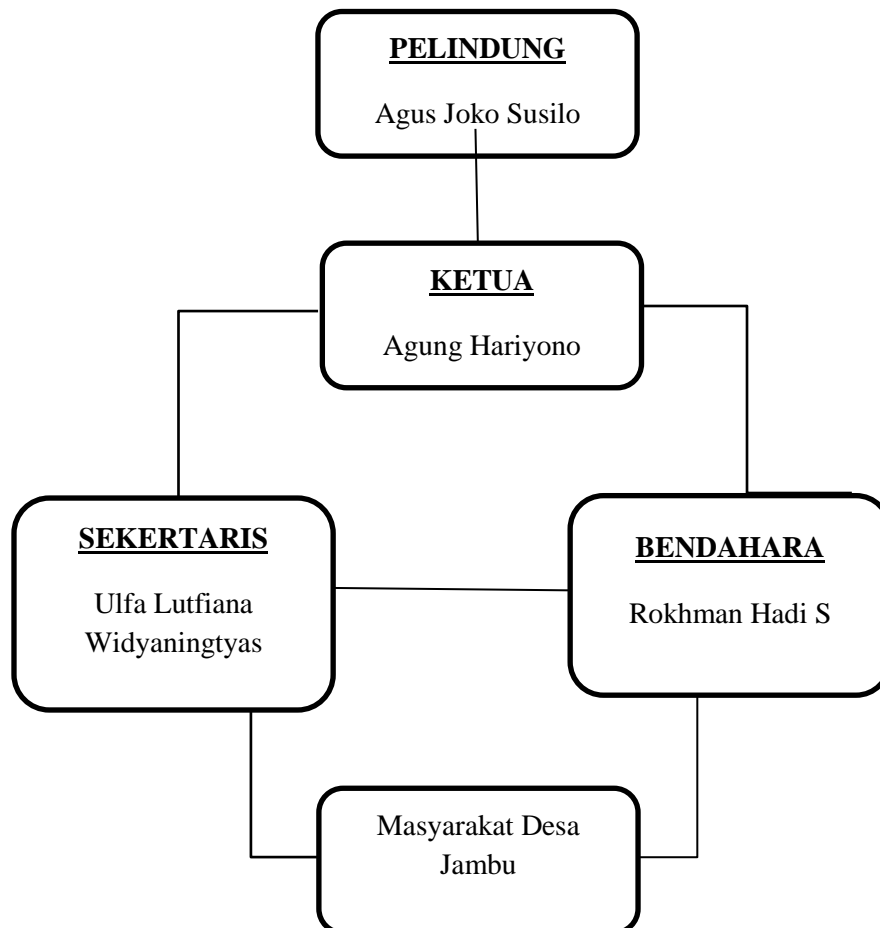 PELINDUNG
Agus Joko Susilo
KETUA
Agung Hariyono
SEKERTARIS
Ulfa Lutfiana
Widyaningtyas
BENDAHARA
Rokhman Hadi S
Masyarakat Desa
Jambu